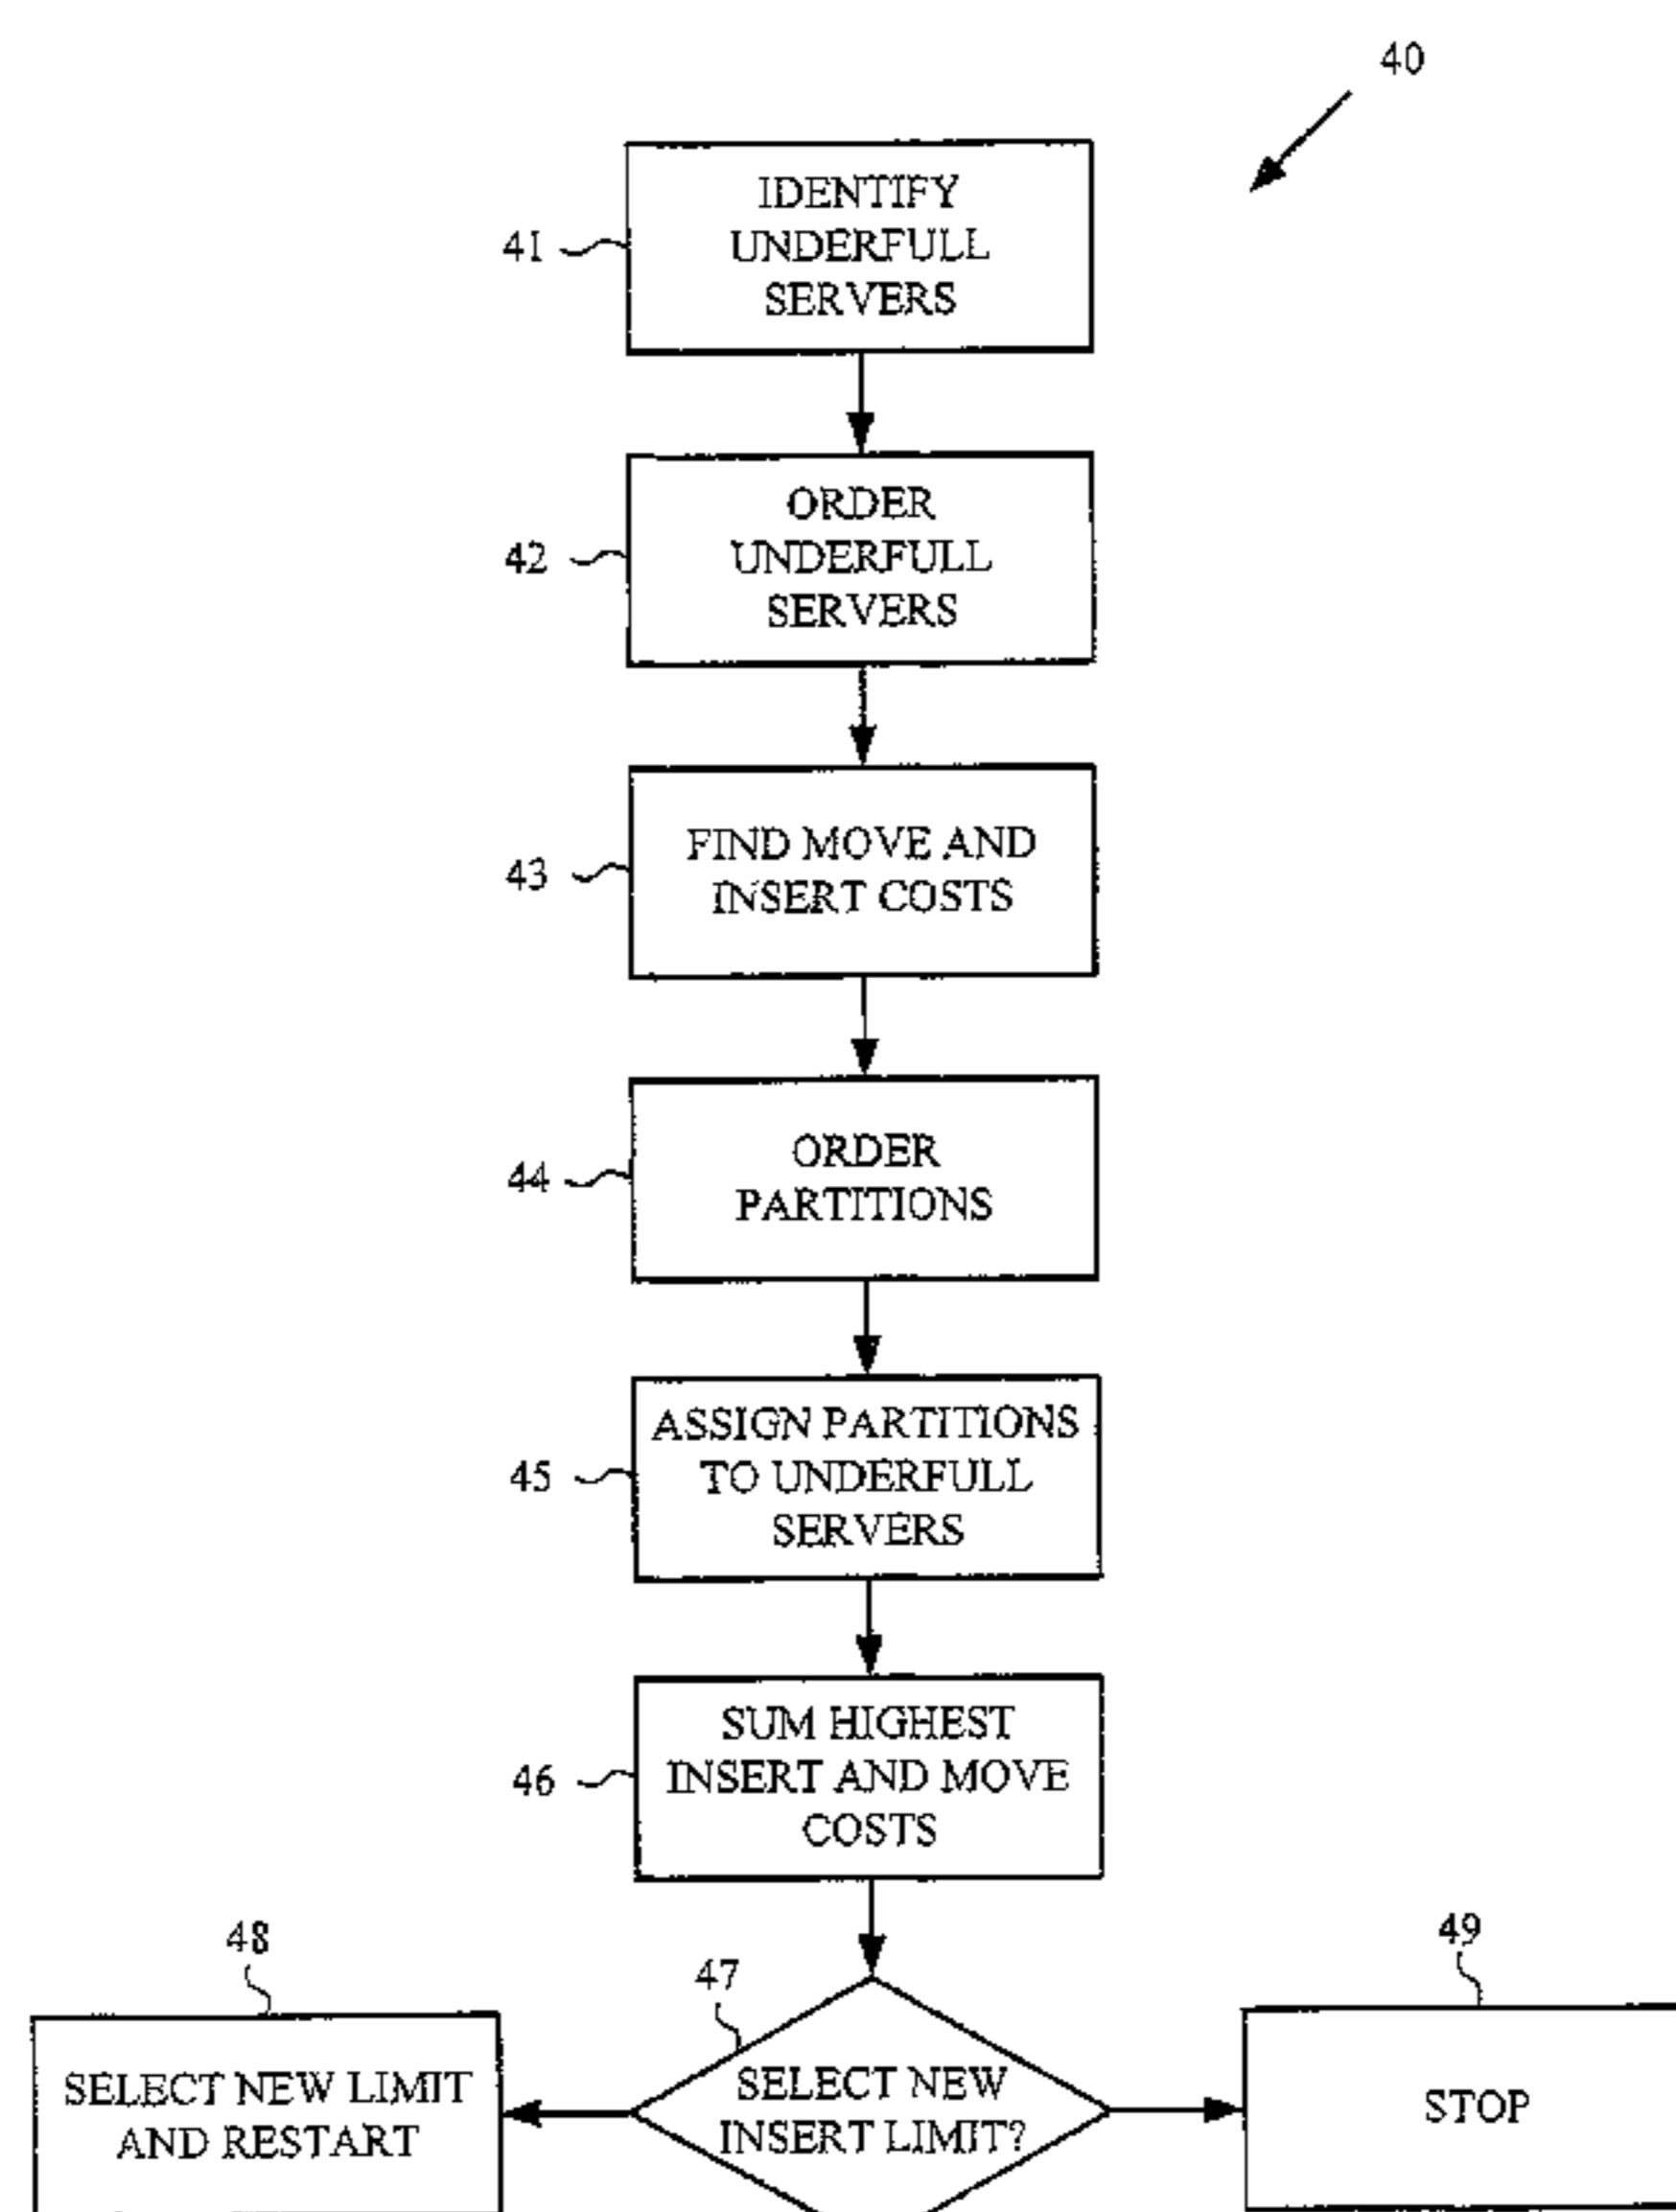 40
IDENTIFY
UNDERFULL
SERVERS
41
ORDER
UNDERFULL
SERVERS
42
FIND MOVE AND
INSERT COSTS
43
ORDER
PARTITIONS
44
ASSIGN PARTITIONS
TO UNDERFULL
SERVERS
45
SUM HIGHEST
INSERT AND MOVE
COSTS
46
48
47
49
SELECT NEW LIMIT
AND RESTART
SELECT NEW
INSERT LIMIT?
STOP